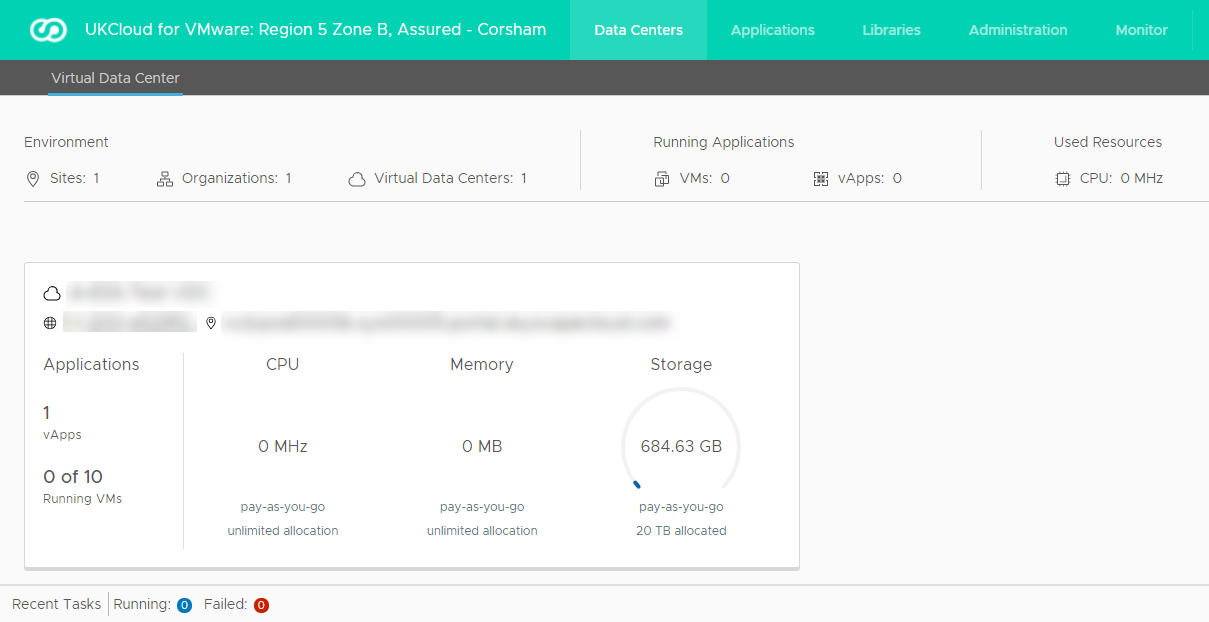 UKCloud for VMware: Region 5 Zone B, Assured - Corsham
Data Centers
Applications
Libraries
Administration
Monitor
Virtual Data Center
Environment
Running Applications
Used Resources
Sites: 1
Organizations: 1
Virtual Data Centers: 1
VMs: 0
vApps: 0
CPU: 0 MHz
Applications
CPU
Memory
Storage
1
vApps
0 MHz
0 MB
684.63 GB
0 of 10
Running VMs
pay-as-you-go
pay-as-you-go
pay-as-you-go
unlimited allocation
unlimited allocation
20 TB allocated
Recent Tasks
Running: 0
Failed: 0